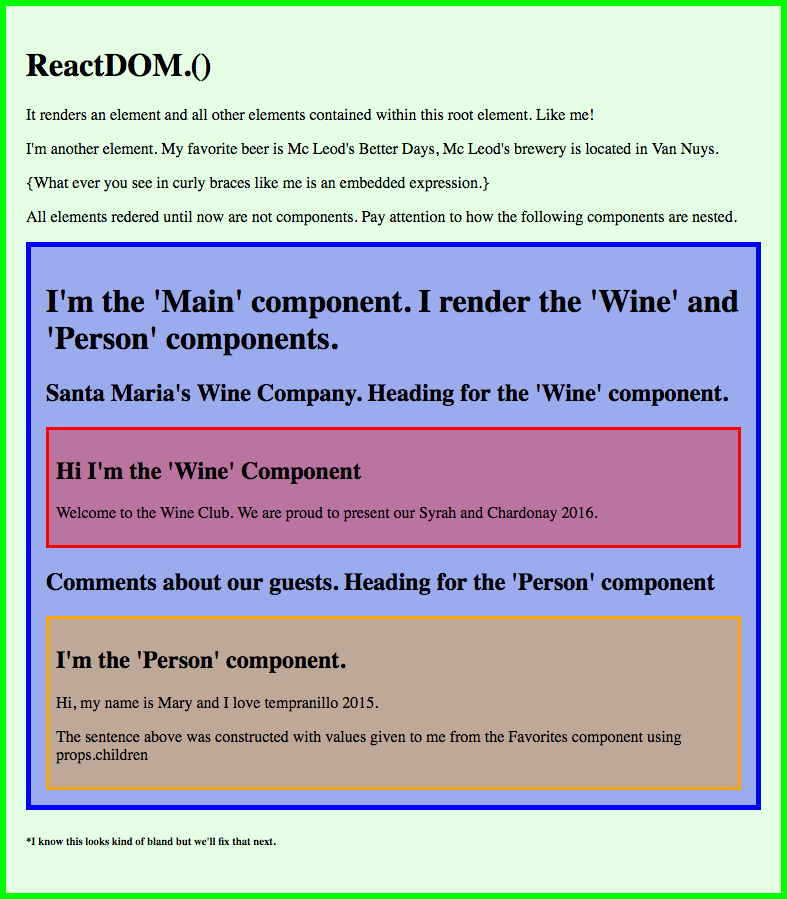 ReactDOM.()
It renders an element and all other elements contained within this root element. Like me!
I'm another element. My favorite beer is Mc Leod's Better Days, Mc Leod's brewery is located in Van Nuys.
{What ever you see in curly braces like me is an embedded expression.}
All elements redered until now are not components. Pay attention to how the following components are nested.
I'm the 'Main' component. I render the 'Wine' and
'Person' components.
Santa Maria's Wine Company. Heading for the 'Wine' component.
Hi I'm the 'Wine' Component
Welcome to the Wine Club. We are proud to present our Syrah and Chardonay 2016.
Comments about our guests. Heading for the 'Person' component
I'm the 'Person' component.
Hi, my name is Mary and I love tempranillo 2015.
The sentence above was constructed with values given to me from the Favorites component using
props.children
*I know this looks kind of bland but we'll fix that next.